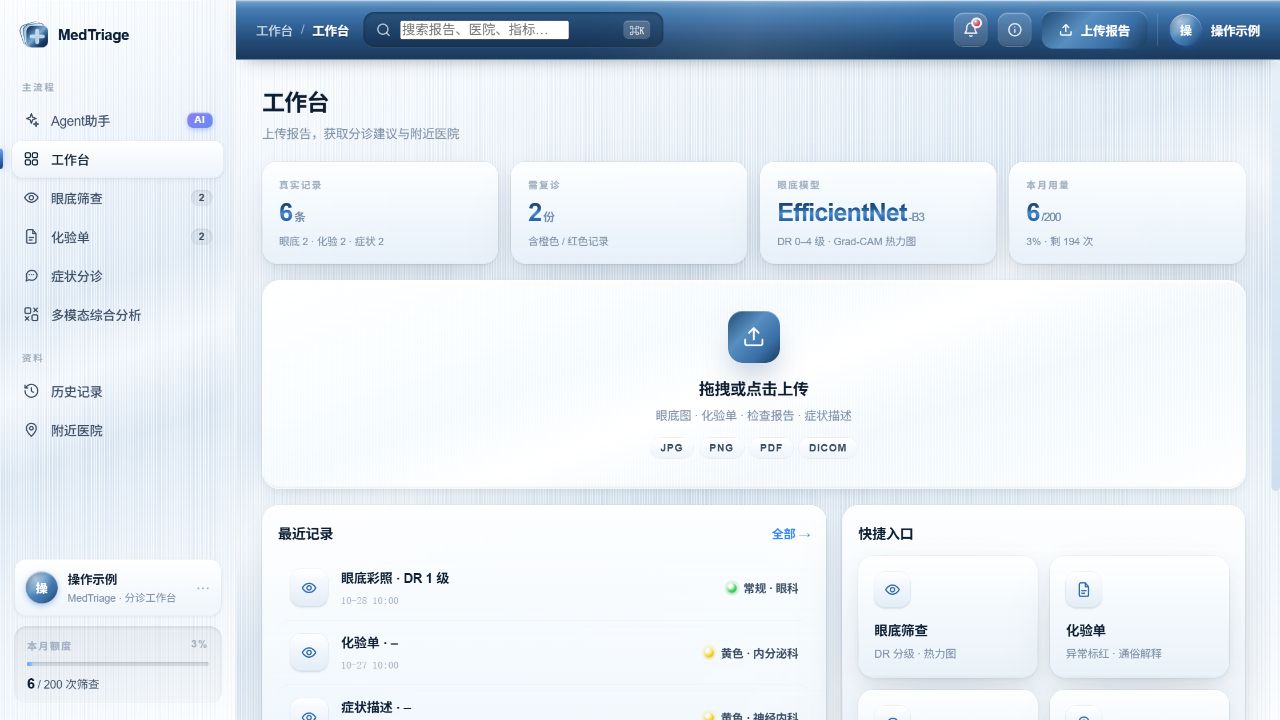 MedTriage
主流程
Agent助手 AI
工作台
眼底筛查 2
化验单 2
症状分诊
多模态综合分析
资料
历史记录
附近医院
操 操作示例
MedTriage · 分诊工作台
本月额度 3%
6 / 200 次筛查
工作台 / 工作台
搜索报告、医院、指标… ⌘K
上传报告
操 操作示例
工作台
上传报告，获取分诊建议与附近医院
真实记录
6条
眼底 2 · 化验 2 · 症状 2
需复诊
2份
含橙色 / 红色记录
眼底模型
EfficientNet-B3
DR 0–4 级 · Grad-CAM 热力图
本月用量
6/200
3% · 剩 194 次
拖拽或点击上传
眼底图 · 化验单 · 检查报告 · 症状描述
JPG PNG PDF DICOM
最近记录 全部 →
眼底彩照 · DR 1 级
10-28 10:00
常规 · 眼科
化验单 · –
10-27 10:00
黄色 · 内分泌科
症状描述 · –
黄色 · 神经内科
快捷入口
眼底筛查
DR 分级 · 热力图
化验单
异常标红 · 通俗解释